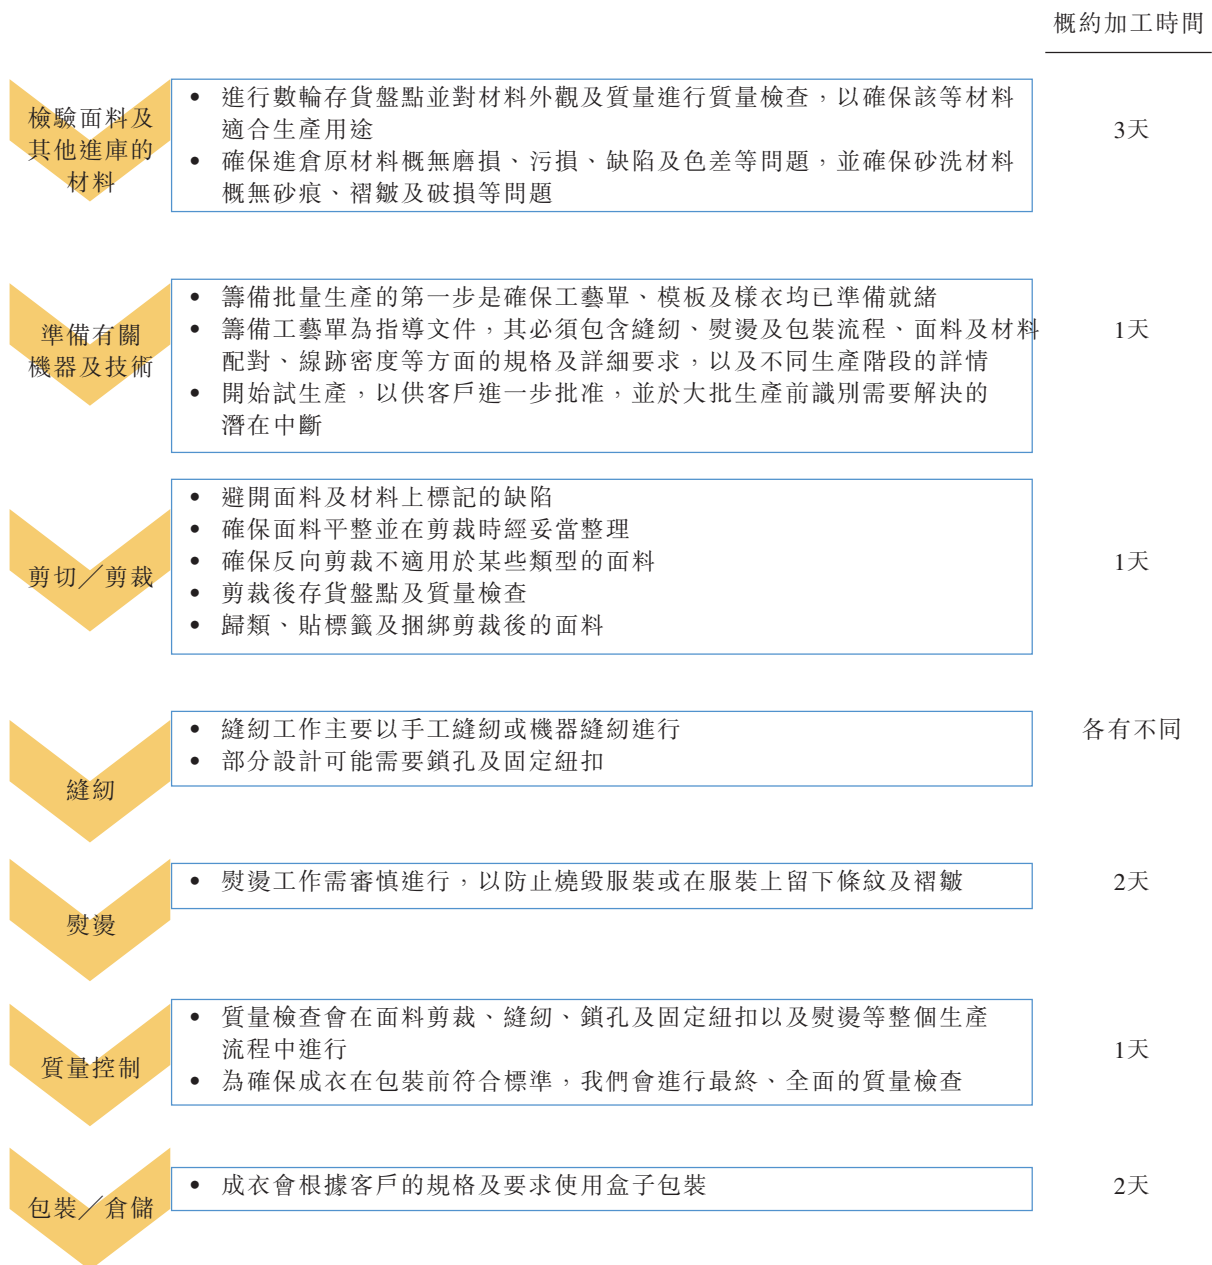 概約加工時間
檢驗面料及
其他進庫的
材料
• 進行數輪存貨盤點並對材料外觀及質量進行質量檢查，以確保該等材料
適合生產用途
• 確保進倉原材料概無磨損、污損、缺陷及色差等問題，並確保砂洗材料
概無砂痕、褶皺及破損等問題
3天
準備有關
機器及技術
• 籌備批量生產的第一步是確保工藝單、模板及樣衣均已準備就緒
• 籌備工藝單為指導文件，其必須包含縫紉、熨燙及包裝流程、面料及材料
配對、線跡密度等方面的規格及詳細要求，以及不同生產階段的詳情
• 開始試生產，以供客戶進一步批准，並於大批生產前識別需要解決的
潛在中斷
1天
剪切／剪裁
• 避開面料及材料上標記的缺陷
• 確保面料平整並在剪裁時經妥當整理
• 確保反向剪裁不適用於某些類型的面料
• 剪裁後存貨盤點及質量檢查
• 歸類、貼標籤及捆綁剪裁後的面料
1天
縫紉
• 縫紉工作主要以手工縫紉或機器縫紉進行
• 部分設計可能需要鎖孔及固定紐扣
各有不同
熨燙
• 熨燙工作需審慎進行，以防止燒毀服裝或在服裝上留下條紋及褶皺
2天
質量控制
• 質量檢查會在面料剪裁、縫紉、鎖孔及固定紐扣以及熨燙等整個生產
流程中進行
• 為確保成衣在包裝前符合標準，我們會進行最終、全面的質量檢查
1天
包裝／倉儲
• 成衣會根據客戶的規格及要求使用盒子包裝
2天